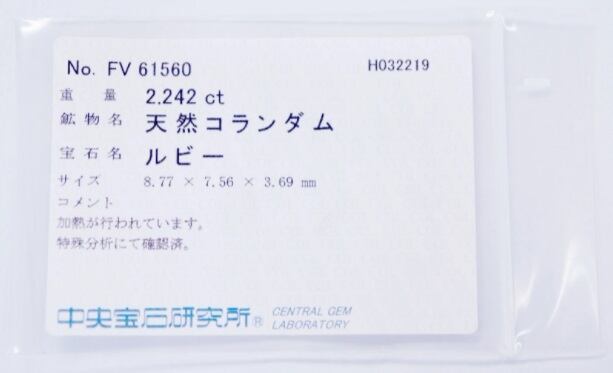 No. FV 61560
H032219
重 量 2.242 ct
鉱物名 天然コランダム
宝石名 ルビー
サイズ 8.77 × 7.56 × 3.69 mm
コメント
加熱が行われています。
特殊分析にて確認済。
中央宝石研究所® CENTRAL GEM
LABORATORY